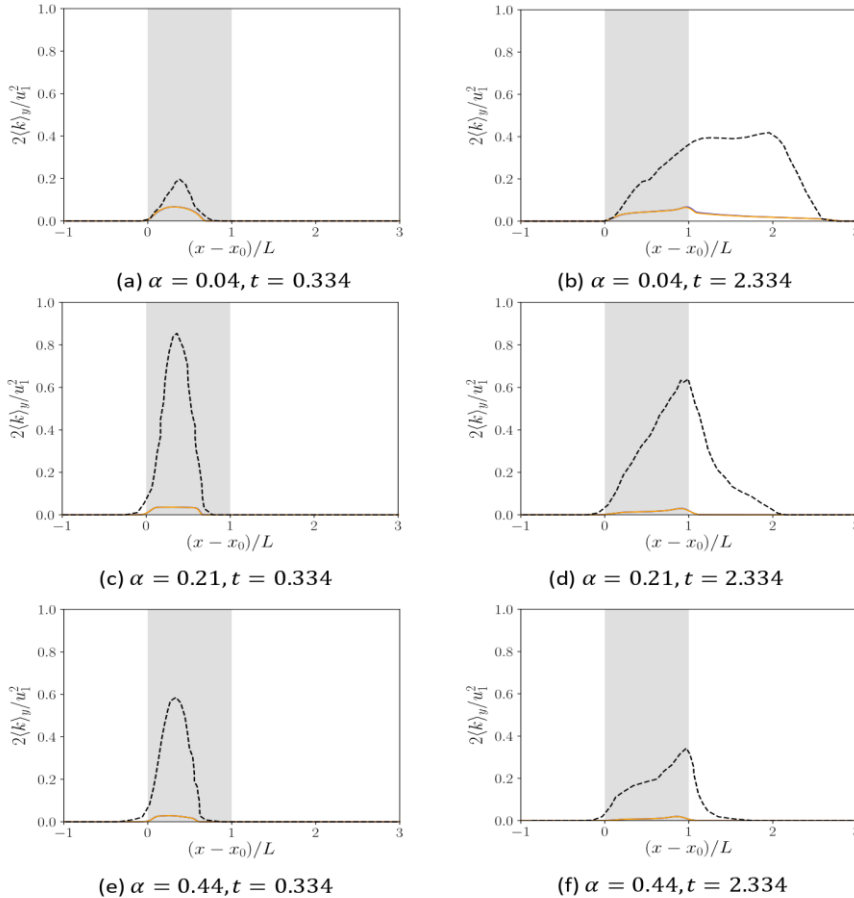 1.0
0.8
0.6
0.4
0.2
0.0
2⟨k⟩y/u₁²
−1 0 1 2 3
(x − x₀)/L
(a) α = 0.04, t = 0.334
1.0
0.8
0.6
0.4
0.2
0.0
2⟨k⟩y/u₁²
−1 0 1 2 3
(x − x₀)/L
(b) α = 0.04, t = 2.334
1.0
0.8
0.6
0.4
0.2
0.0
2⟨k⟩y/u₁²
−1 0 1 2 3
(x − x₀)/L
(c) α = 0.21, t = 0.334
1.0
0.8
0.6
0.4
0.2
0.0
2⟨k⟩y/u₁²
−1 0 1 2
(x − x₀)/L
(d) α = 0.21, t = 2.334
1.0
0.8
0.6
0.4
0.2
0.0
2⟨k⟩y/u₁²
−1 0 1 2 3
(x − x₀)/L
(e) α = 0.44, t = 0.334
1.0
0.8
0.6
0.4
0.2
0.0
2⟨k⟩y/u₁²
−1 0 1 2 3
(x − x₀)/L
(f) α = 0.44, t = 2.334